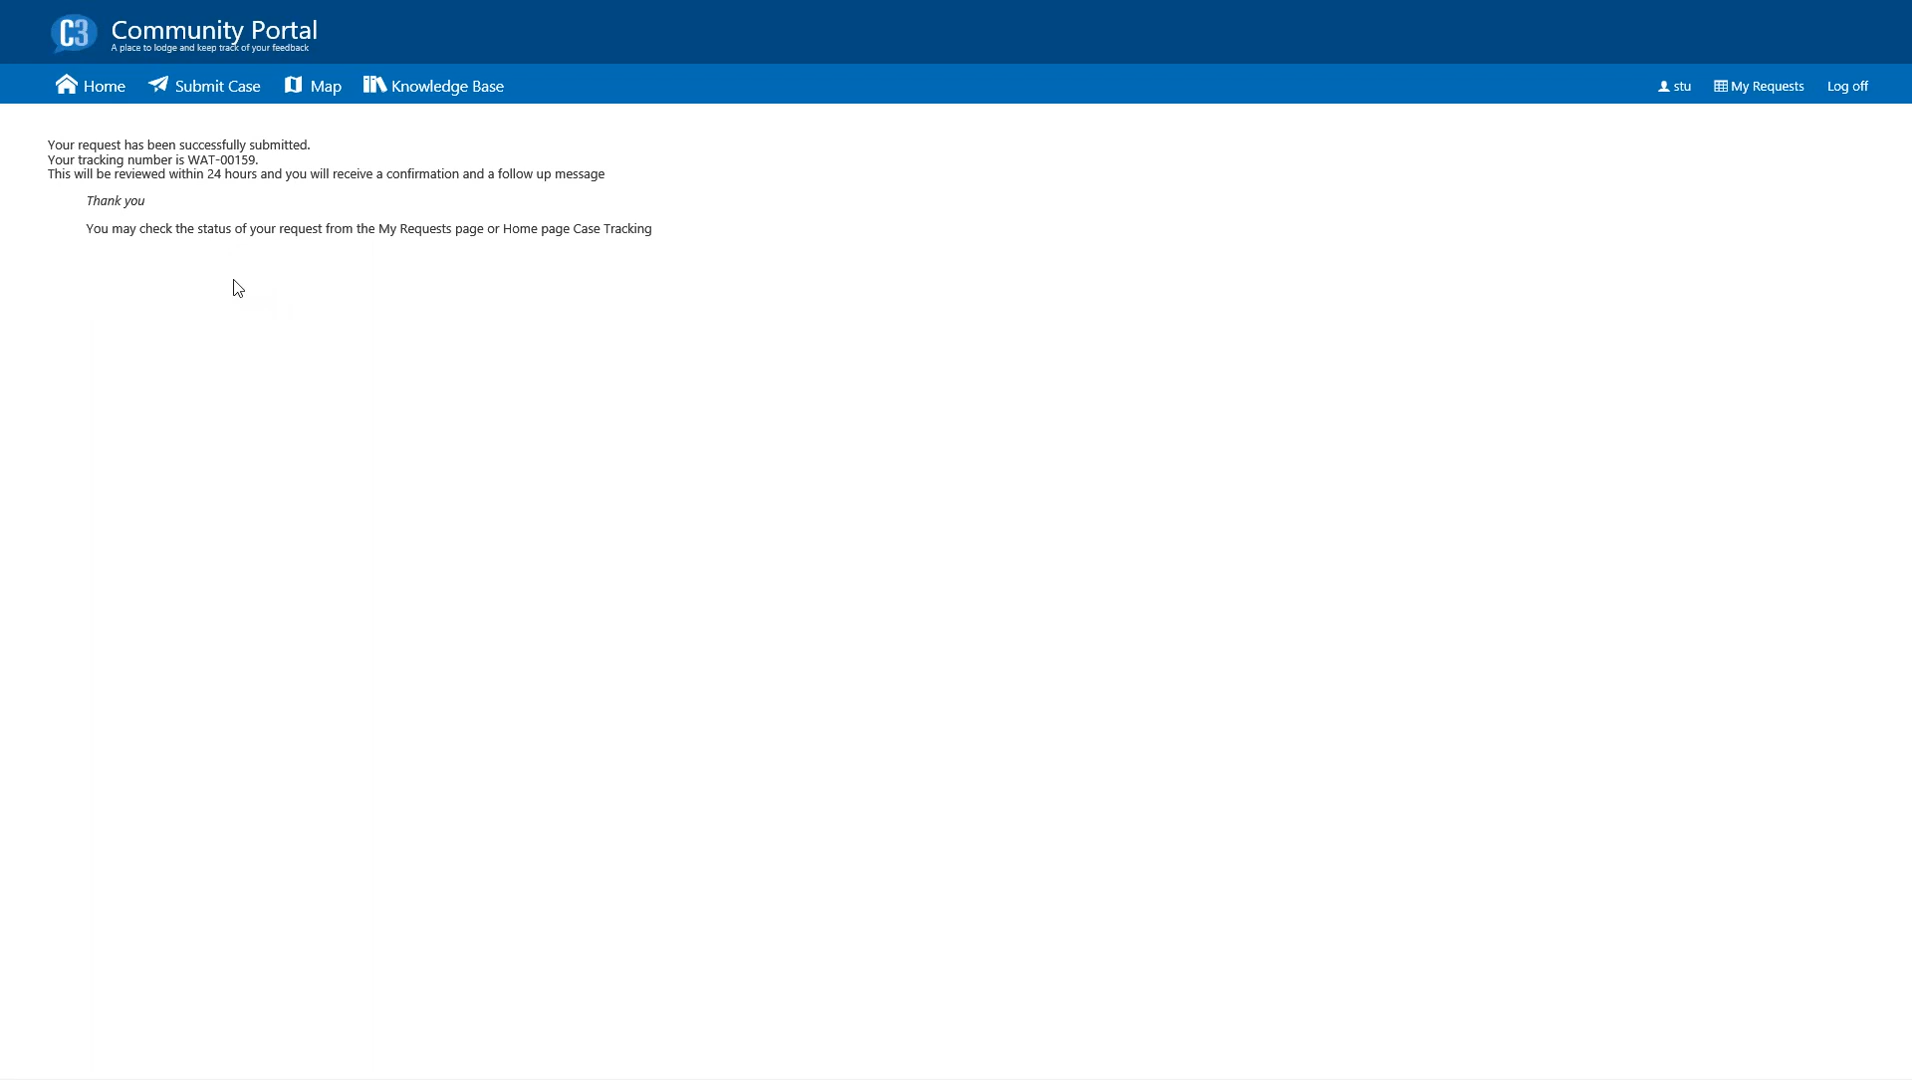 C3
Community Portal
A place to lodge and keep track of your feedback
Home Submit Case Map Knowledge Base stu My Requests Log off
Your request has been successfully submitted.
Your tracking number is WAT-00159.
This will be reviewed within 24 hours and you will receive a confirmation and a follow up message
Thank you
You may check the status of your request from the My Requests page or Home page Case Tracking